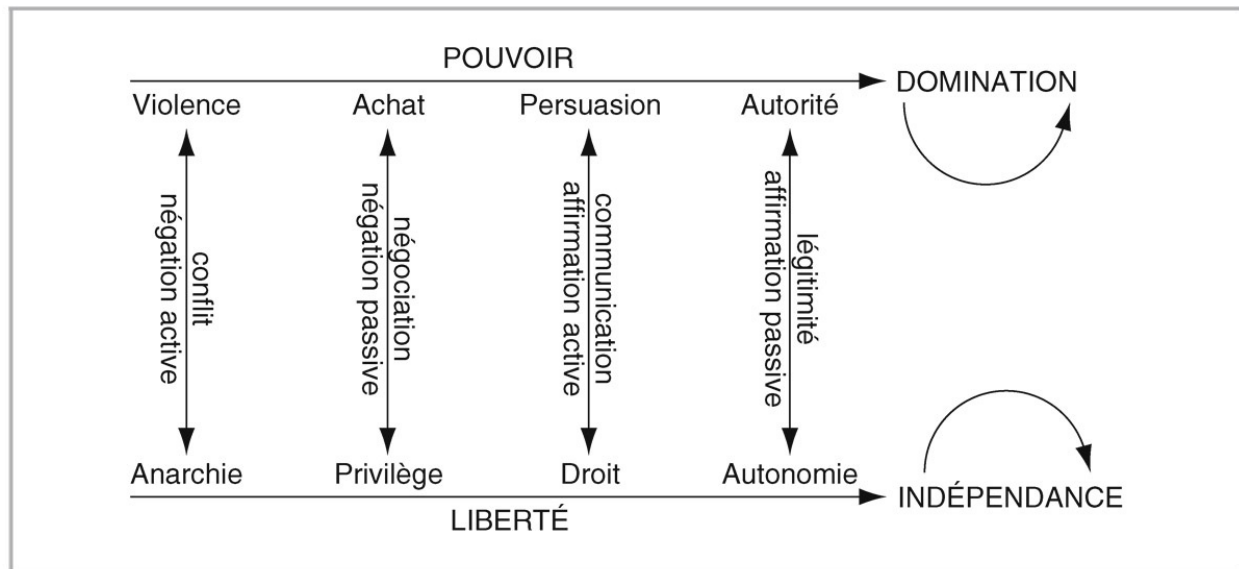 POUVOIR
DOMINATION
Violence
Achat
Persuasion
Autorité
conflit
négation active
négociation
négation passive
communication
affirmation active
légitimité
affirmation passive
Anarchie
Privilège
Droit
Autonomie
INDÉPENDANCE
LIBERTÉ